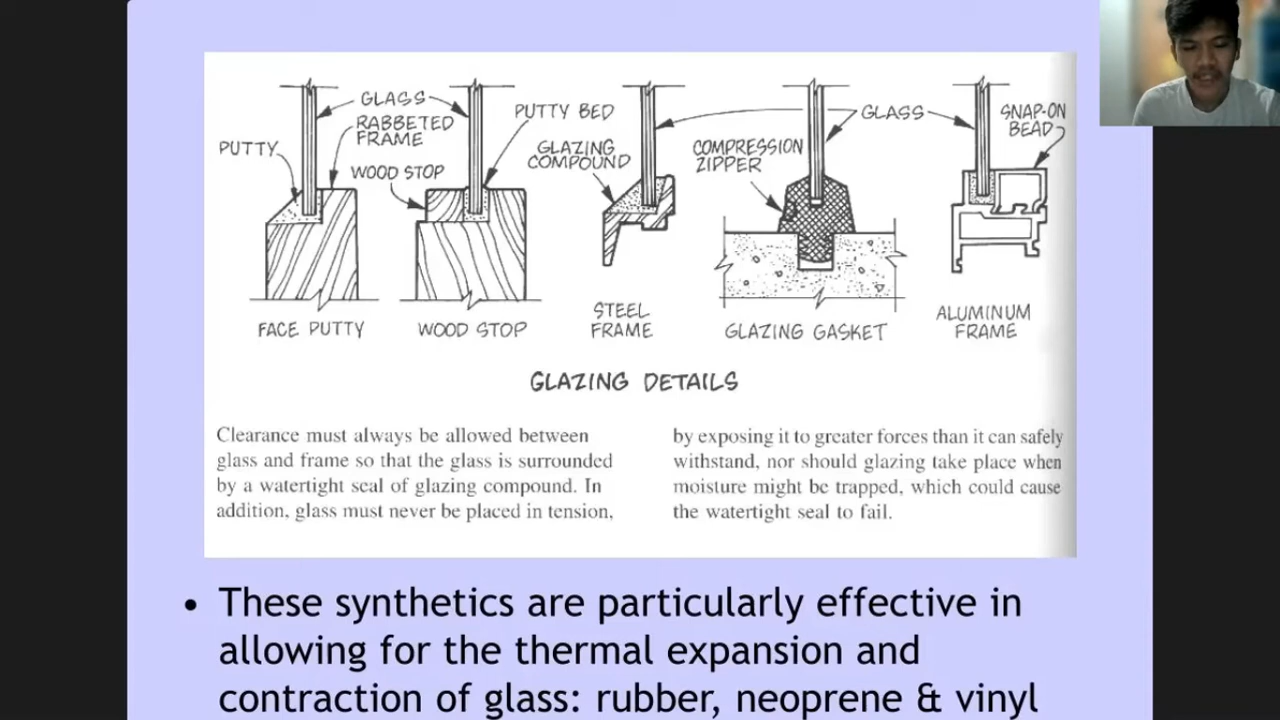 GLASS
RABBETED
FRAME
PUTTY
WOOD STOP
PUTTY BED
GLAZING
COMPOUND
COMPRESSION
ZIPPER
GLASS
SNAP-ON
BEAD
FACE PUTTY
WOOD STOP
STEEL
FRAME
GLAZING GASKET
ALUMINUM
FRAME
GLAZING DETAILS
Clearance must always be allowed between
glass and frame so that the glass is surrounded
by a watertight seal of glazing compound. In
addition, glass must never be placed in tension,
by exposing it to greater forces than it can safely
withstand, nor should glazing take place when
moisture might be trapped, which could cause
the watertight seal to fail.
• These synthetics are particularly effective in
allowing for the thermal expansion and
contraction of glass: rubber, neoprene & vinyl